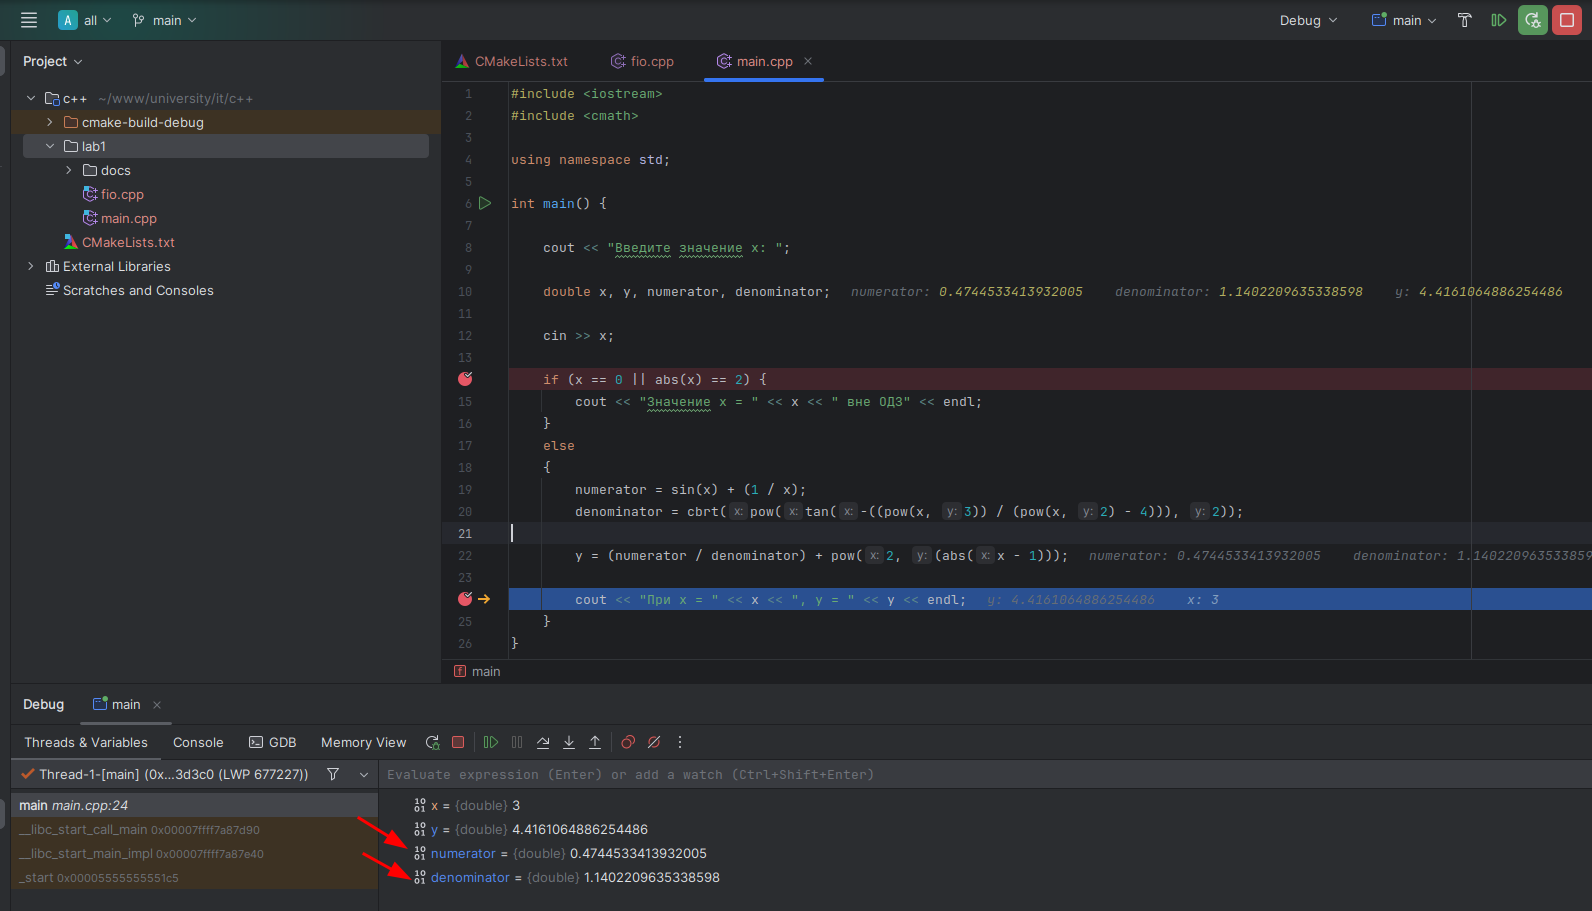 A all main Debug main
Project
CMakeLists.txt fio.cpp main.cpp
c++ ~/www/university/it/c++
cmake-build-debug
lab1
docs
fio.cpp
main.cpp
CMakeLists.txt
External Libraries
Scratches and Consoles
1 #include <iostream>
2 #include <cmath>
3
4 using namespace std;
5
6 int main() {
7
8 cout << "Введите значение x: ";
9
10 double x, y, numerator, denominator; numerator: 0.4744533413932005 denominator: 1.1402209635338598 y: 4.4161064886254486
11
12 cin >> x;
13
if (x == 0 || abs(x) == 2) {
15 cout << "Значение x = " << x << " вне ОДЗ" << endl;
16 }
17 else
18 {
19 numerator = sin(x) + (1 / x);
20 denominator = cbrt( x: pow( x: tan( x: -((pow(x, y: 3)) / (pow(x, y: 2) - 4))), y: 2));
21
22 y = (numerator / denominator) + pow( x: 2, y: (abs( x: x - 1))); numerator: 0.4744533413932005 denominator: 1.140220963533859
23
cout << "При x = " << x << ", y = " << y << endl; y: 4.4161064886254486 x: 3
25 }
26 }
f main
Debug main
Threads & Variables Console GDB Memory View
Thread-1-[main] (0x...3d3c0 (LWP 677227)) Evaluate expression (Enter) or add a watch (Ctrl+Shift+Enter)
main main.cpp:24
__libc_start_call_main 0x00007ffff7a87d90
__libc_start_main_impl 0x00007ffff7a87e40
_start 0x00005555555551c5
x = {double} 3
y = {double} 4.4161064886254486
numerator = {double} 0.4744533413932005
denominator = {double} 1.1402209635338598